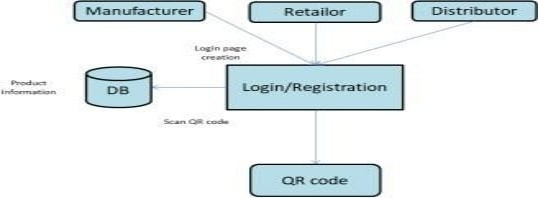 Manufacturer
Retailor
Distributor
Login page
creation
Product
Information
DB
Login/Registration
Scan QR code
QR code